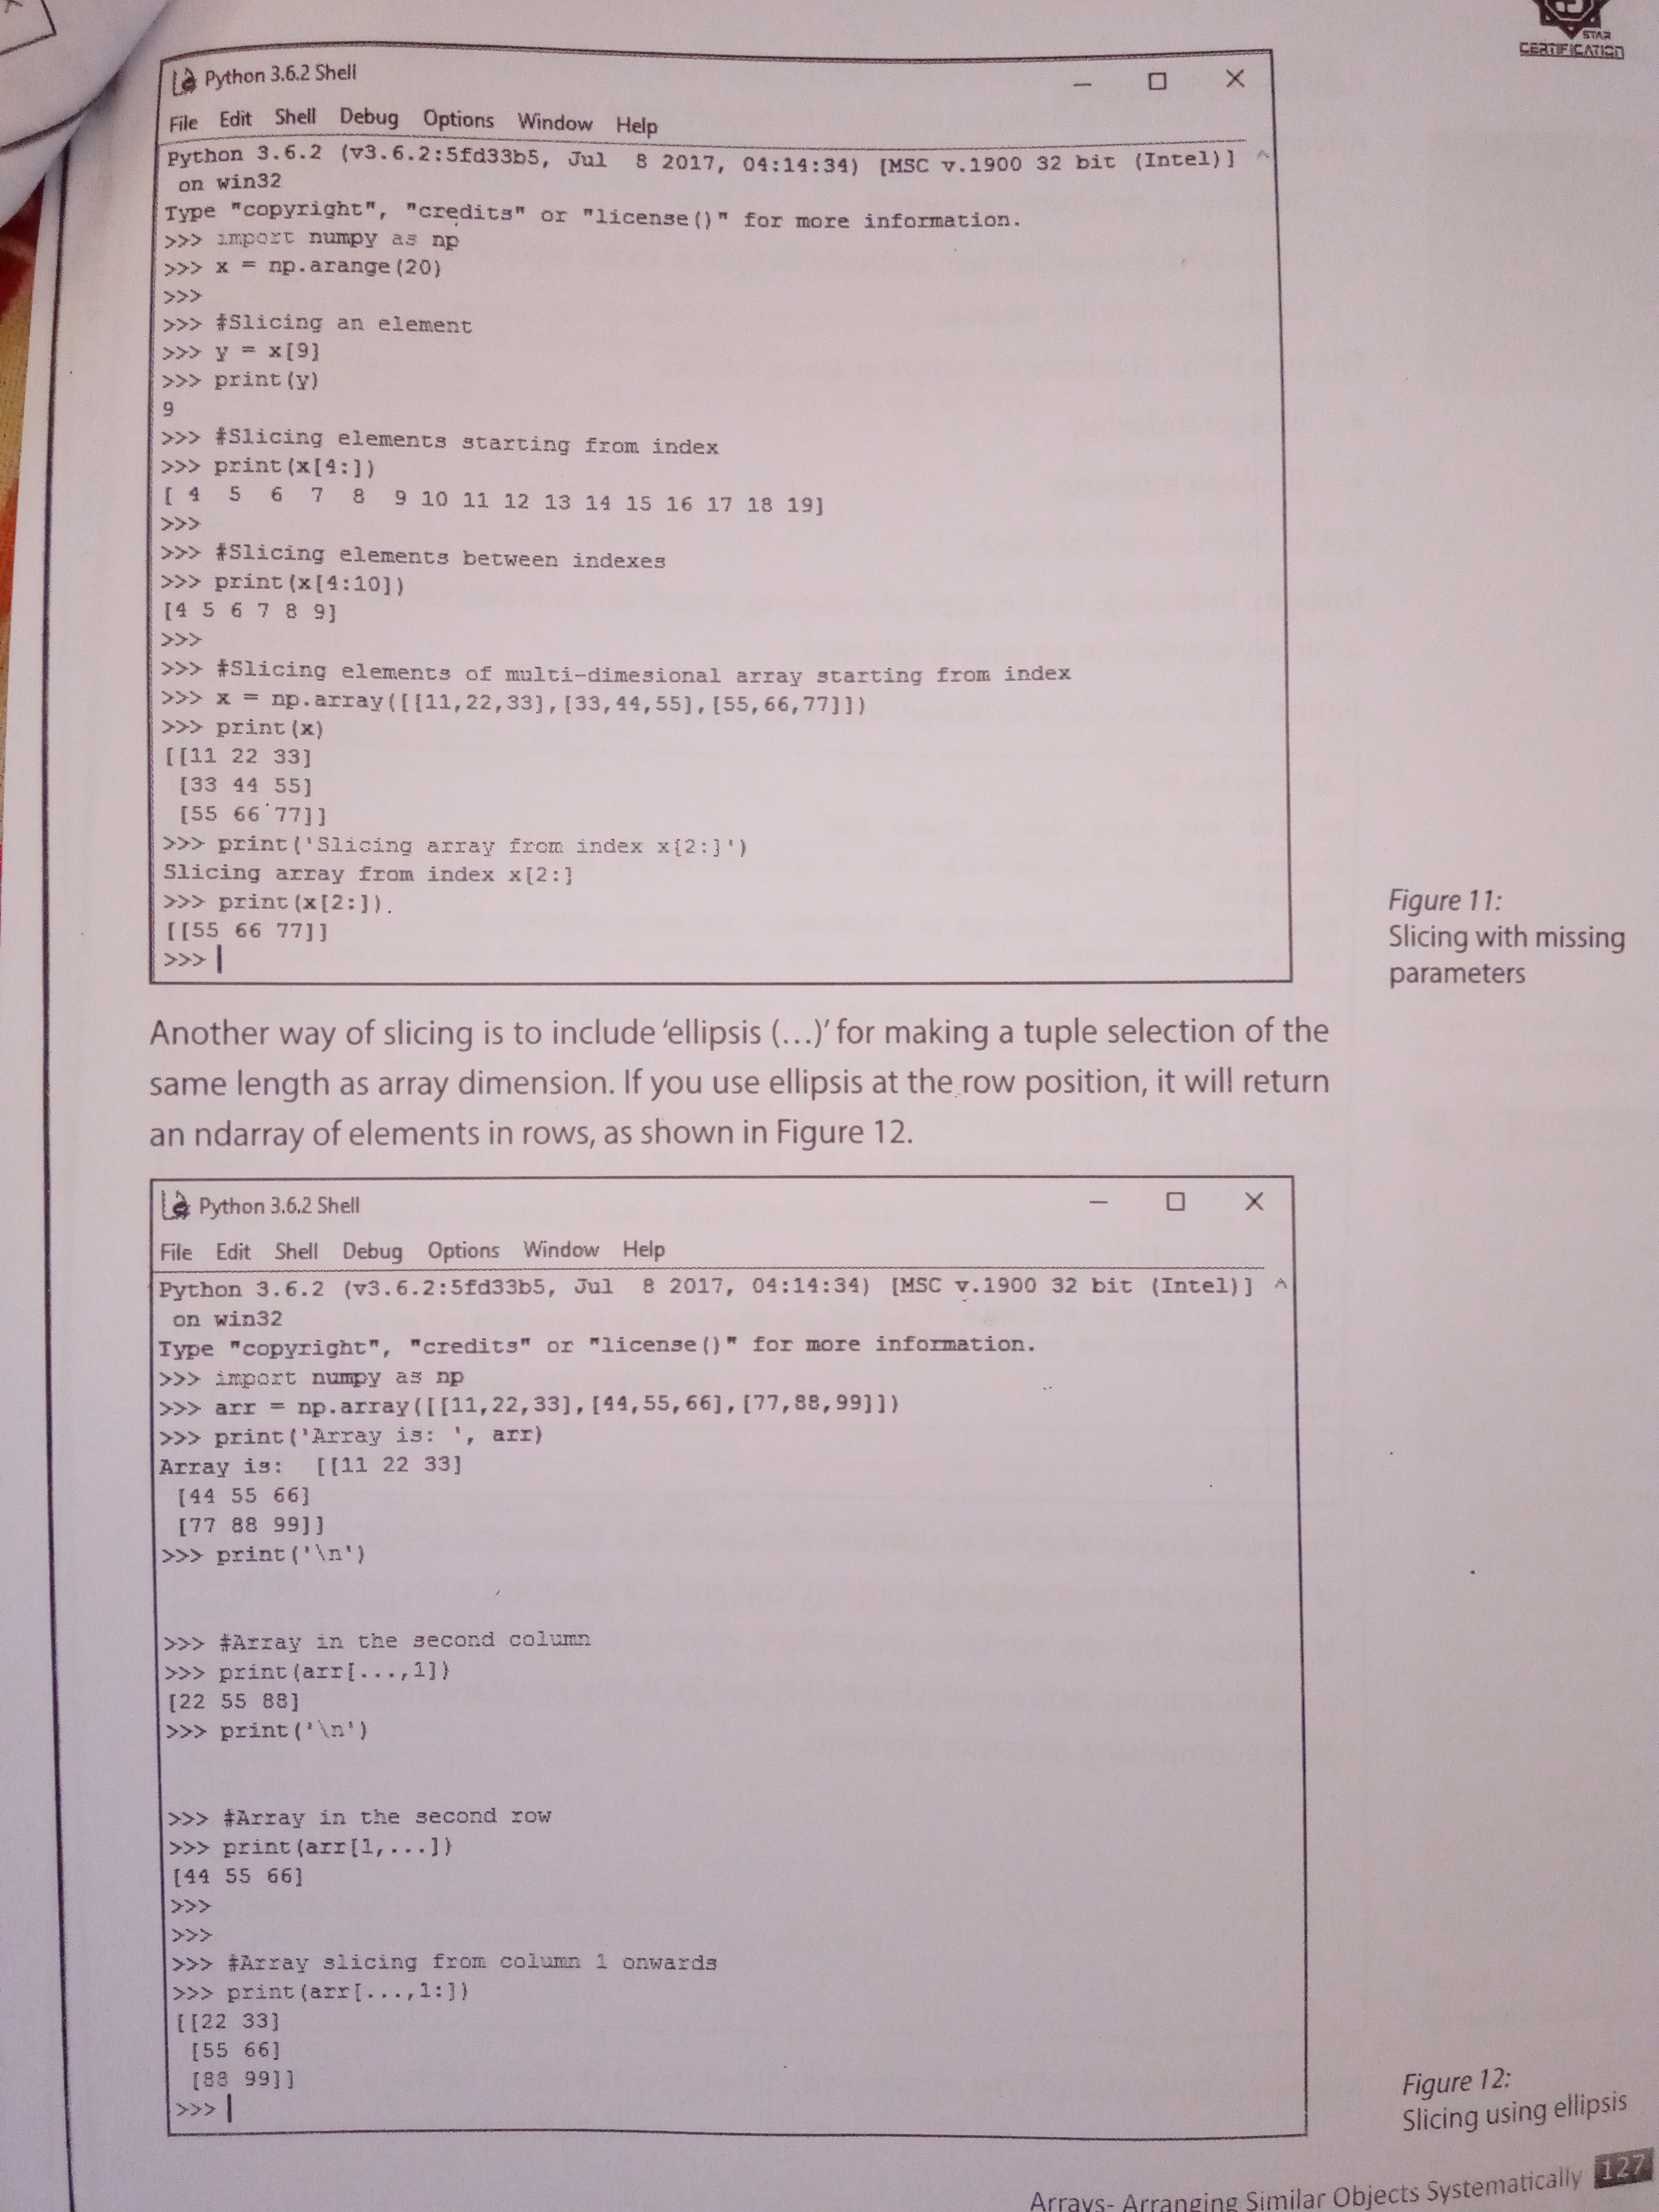 STAR
CERTIFICATION
Python 3.6.2 Shell
File Edit Shell Debug Options Window Help
Python 3.6.2 (v3.6.2:5fd33b5, Jul  8 2017, 04:14:34) [MSC v.1900 32 bit (Intel)]
on win32
Type "copyright", "credits" or "license()" for more information.
>>> import numpy as np
>>> x = np.arange(20)
>>>
>>> #Slicing an element
>>> y = x[9]
>>> print(y)
9
>>> #Slicing elements starting from index
>>> print(x[4:])
[ 4  5  6  7  8  9 10 11 12 13 14 15 16 17 18 19]
>>>
>>> #Slicing elements between indexes
>>> print(x[4:10])
[4 5 6 7 8 9]
>>>
>>> #Slicing elements of multi-dimesional array starting from index
>>> x = np.array([[11,22,33],[33,44,55],[55,66,77]])
>>> print(x)
[[11 22 33]
[33 44 55]
[55 66 77]]
>>> print('Slicing array from index x[2:]')
Slicing array from index x[2:]
>>> print(x[2:])
[[55 66 77]]
>>>
Figure 11:
Slicing with missing
parameters
Another way of slicing is to include ‘ellipsis (…)’ for making a tuple selection of the
same length as array dimension. If you use ellipsis at the row position, it will return
an ndarray of elements in rows, as shown in Figure 12.
Python 3.6.2 Shell
File Edit Shell Debug Options Window Help
Python 3.6.2 (v3.6.2:5fd33b5, Jul  8 2017, 04:14:34) [MSC v.1900 32 bit (Intel)]
on win32
Type "copyright", "credits" or "license()" for more information.
>>> import numpy as np
>>> arr = np.array([[11,22,33],[44,55,66],[77,88,99]])
>>> print('Array is: ', arr)
Array is:  [[11 22 33]
[44 55 66]
[77 88 99]]
>>> print('\n')
>>> #Array in the second column
>>> print(arr[...,1])
[22 55 88]
>>> print('\n')
>>> #Array in the second row
>>> print(arr[1,...])
[44 55 66]
>>>
>>>
>>> #Array slicing from column 1 onwards
>>> print(arr[...,1:])
[[22 33]
[55 66]
[88 99]]
>>>
Figure 12:
Slicing using ellipsis
Arrays- Arranging Similar Objects Systematically 127